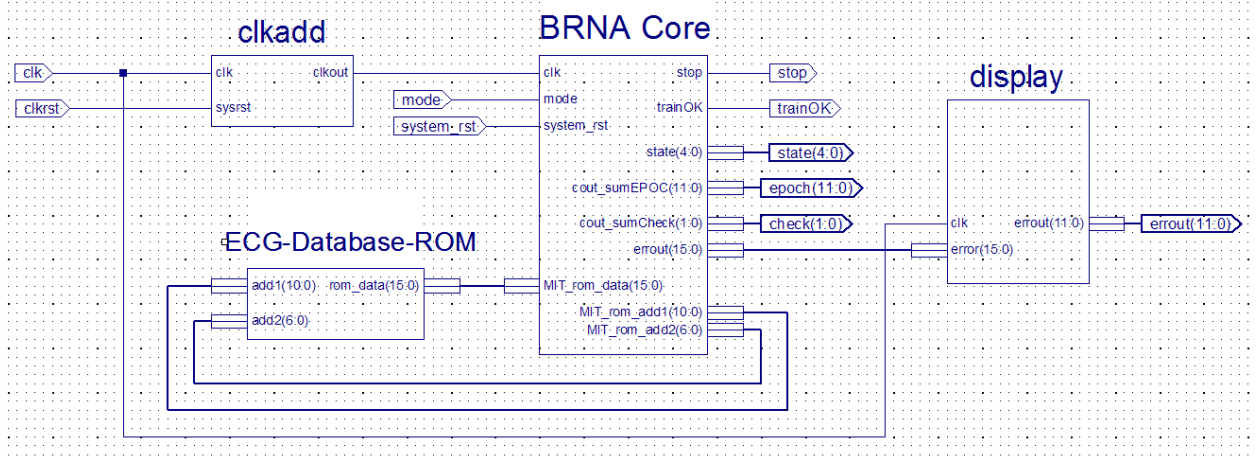 clkadd
clk
clkrst
clk
clkout
sysrst
BRNA Core
mode
system_rst
clk
mode
system_rst
stop
trainOK
state(4:0)
cout_sumEPOC(11:0)
cout_sumCheck(1:0)
errout(15:0)
MIT_rom_data(15:0)
MIT_rom_add1(10:0)
MIT_rom_add2(6:0)
stop
trainOK
state(4:0)
epoch(11:0)
check(1:0)
display
clk
errout(11:0)
error(15:0)
errout(11:0)
ECG-Database-ROM
add1(10:0)
rom_data(15:0)
add2(6:0)